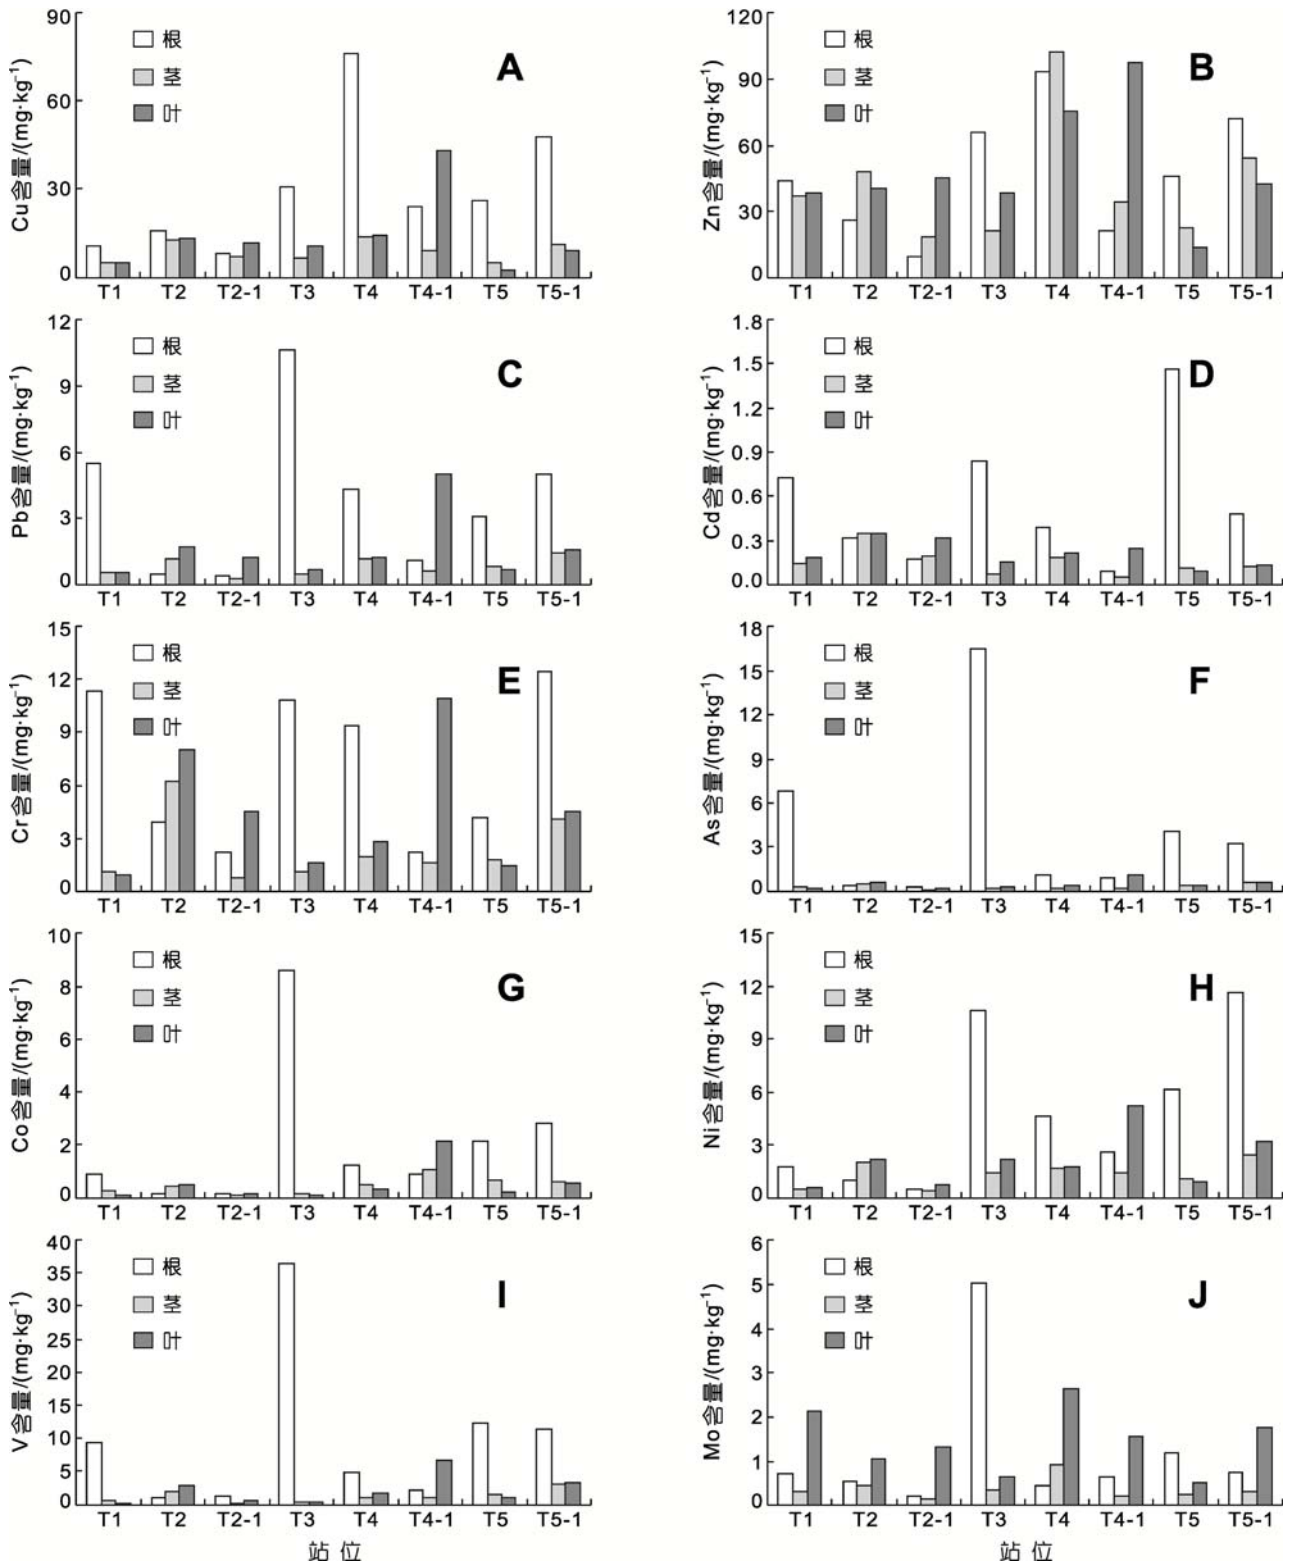 90
60
30
0
Cu含量/(mg·kg⁻¹)
根
茎
叶
A
T1 T2 T2-1 T3 T4 T4-1 T5 T5-1
120
90
60
30
0
Zn含量/(mg·kg⁻¹)
根
茎
叶
B
T1 T2 T2-1 T3 T4 T4-1 T5 T5-1
12
9
6
3
0
Pb含量/(mg·kg⁻¹)
根
茎
叶
C
T1 T2 T2-1 T3 T4 T4-1 T5 T5-1
1.8
1.5
1.2
0.9
0.6
0.3
0.0
Cd含量/(mg·kg⁻¹)
根
茎
叶
D
T1 T2 T2-1 T3 T4 T4-1 T5 T5-1
15
12
9
6
3
0
Cr含量/(mg·kg⁻¹)
根
茎
叶
E
T1 T2 T2-1 T3 T4 T4-1 T5 T5-1
18
15
12
9
6
3
0
As含量/(mg·kg⁻¹)
根
茎
叶
F
T1 T2 T2-1 T3 T4 T4-1 T5 T5-1
10
8
6
4
2
0
Co含量/(mg·kg⁻¹)
根
茎
叶
G
T1 T2 T2-1 T3 T4 T4-1 T5 T5-1
15
12
9
6
3
0
Ni含量/(mg·kg⁻¹)
根
茎
叶
H
T1 T2 T2-1 T3 T4 T4-1 T5 T5-1
40
35
30
25
20
15
10
5
0
V含量/(mg·kg⁻¹)
根
茎
叶
I
T1 T2 T2-1 T3 T4 T4-1 T5 T5-1
站 位
6
5
4
3
2
1
0
Mo含量/(mg·kg⁻¹)
根
茎
叶
J
T1 T2 T2-1 T3 T4 T4-1 T5 T5-1
站 位